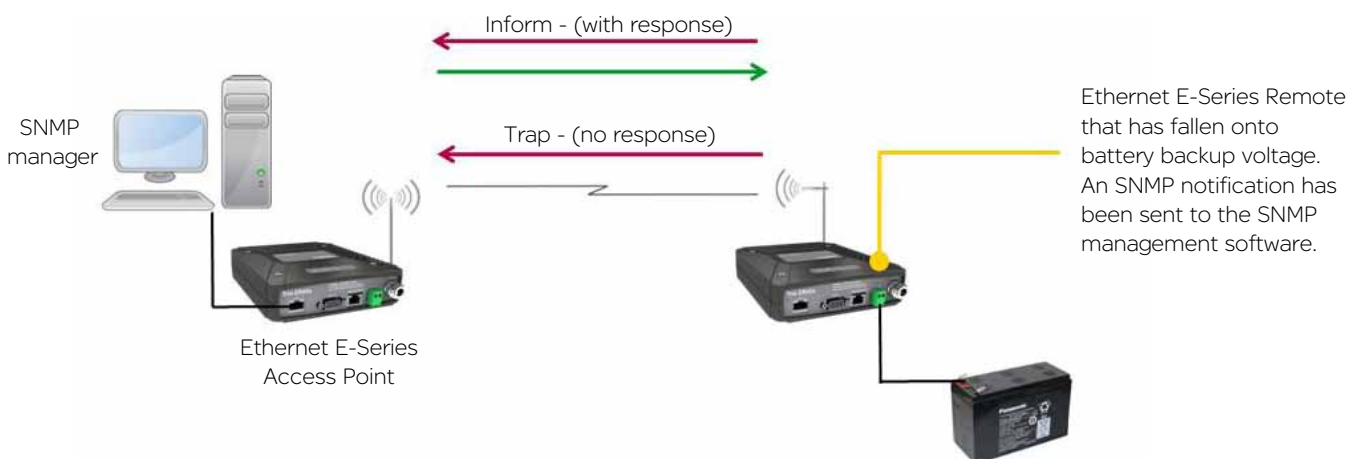 Inform - (with response)
SNMP
manager
Trap - (no response)
Ethernet E-Series Remote
that has fallen onto
battery backup voltage.
An SNMP notification has
been sent to the SNMP
management software.
Ethernet E-Series
Access Point
Panasonic